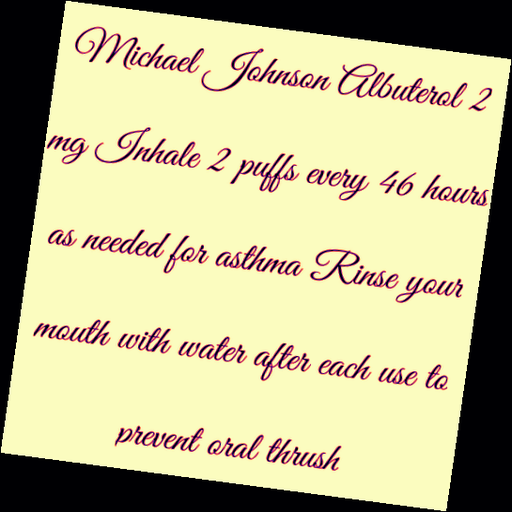 Michael Johnson Albuterol 2
mg Inhale 2 puffs every 46 hours
as needed for asthma Rinse your
mouth with water after each use to
prevent oral thrush